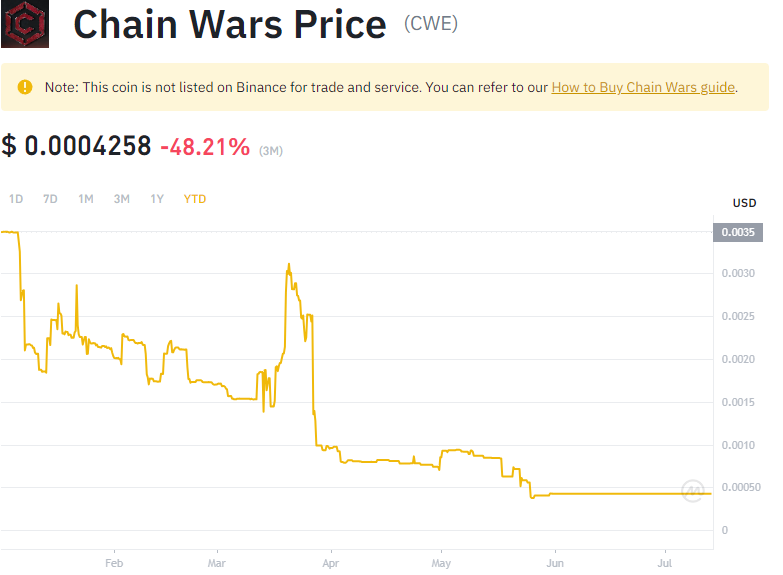 Chain Wars Price (CWE)
Note: This coin is not listed on Binance for trade and service. You can refer to our How to Buy Chain Wars guide.
$ 0.0004258 -48.21% (3M)
1D 7D 1M 3M 1Y YTD
USD
0.0035
0.0030
0.0025
0.0020
0.0015
0.0010
0.00050
0
Feb Mar Apr May Jun Jul